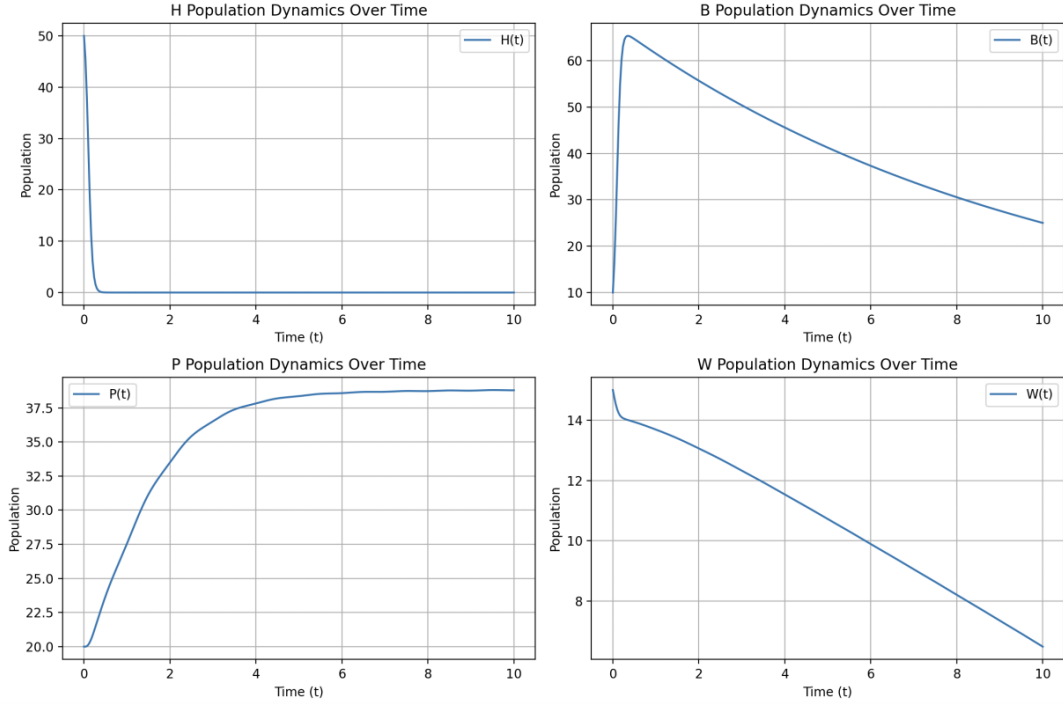 H Population Dynamics Over Time
50
40
30
20
10
0
Population
H(t)
0 2 4 6 8 10
Time (t)
B Population Dynamics Over Time
60
50
40
30
20
10
Population
B(t)
0 2 4 6 8 10
Time (t)
P Population Dynamics Over Time
37.5
35.0
32.5
30.0
27.5
25.0
22.5
20.0
Population
P(t)
0 2 4 6 8 10
Time (t)
W Population Dynamics Over Time
14
12
10
8
Population
W(t)
0 2 4 6 8 10
Time (t)